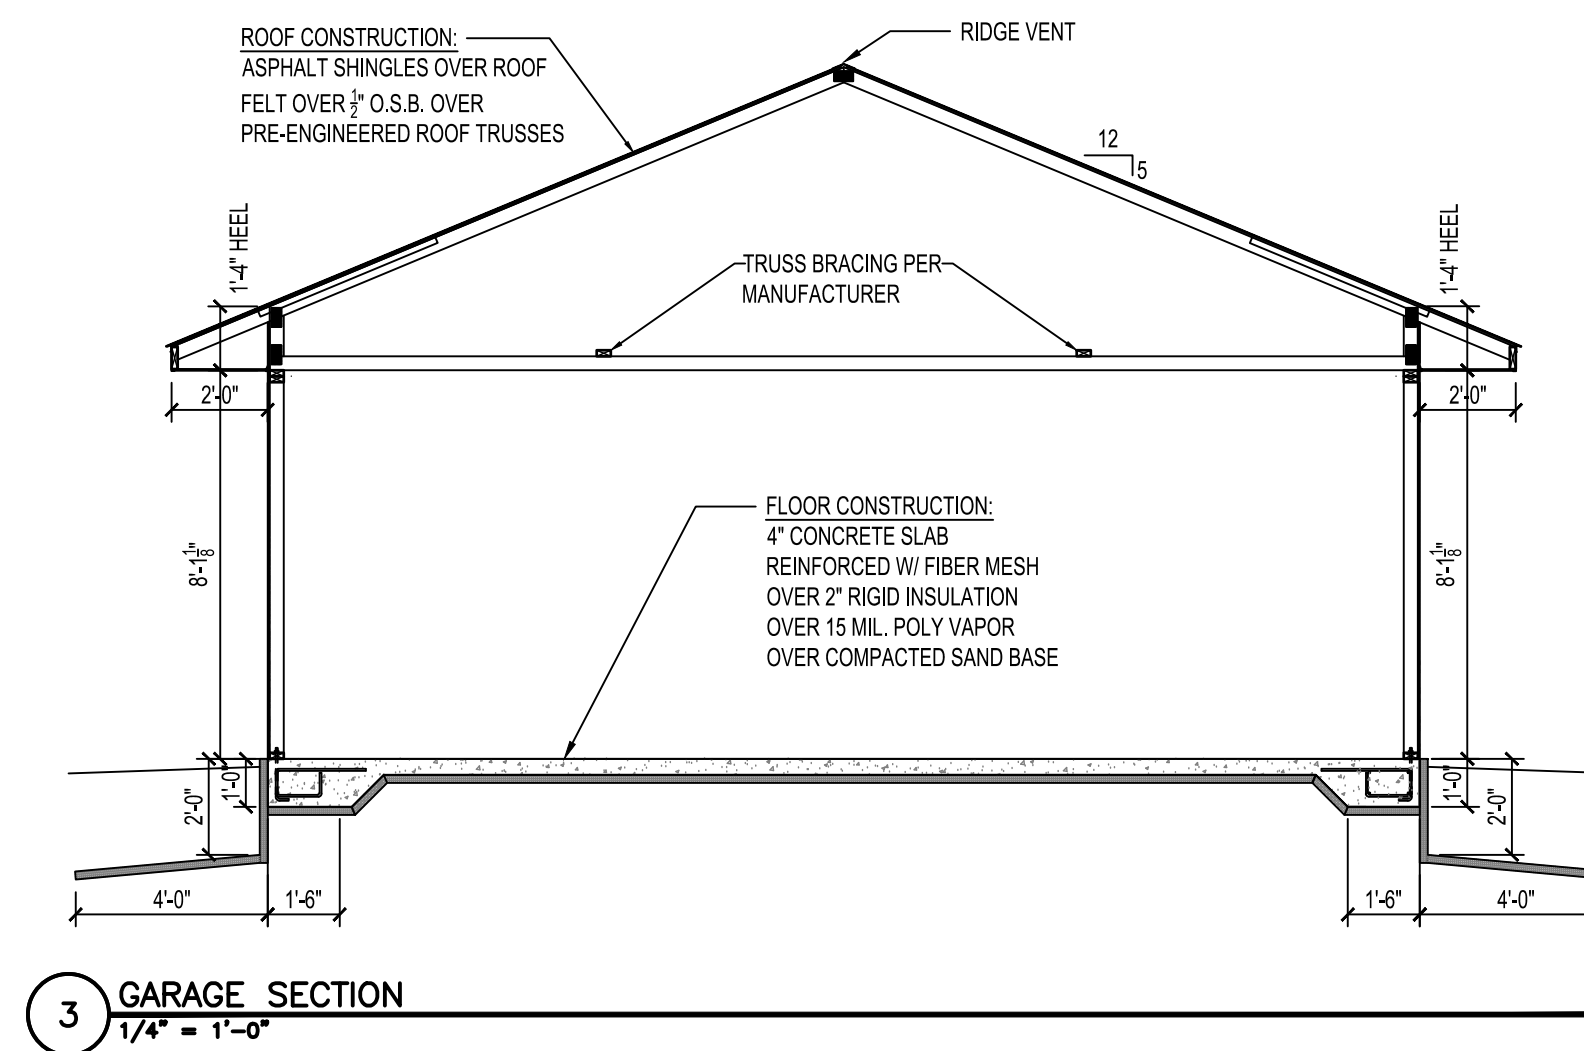 ROOF CONSTRUCTION:
ASPHALT SHINGLES OVER ROOF
FELT OVER ½" O.S.B. OVER
PRE-ENGINEERED ROOF TRUSSES
RIDGE VENT
12
5
1'-4" HEEL
1'-4" HEEL
TRUSS BRACING PER
MANUFACTURER
2'-0"
2'-0"
FLOOR CONSTRUCTION:
4" CONCRETE SLAB
REINFORCED W/ FIBER MESH
OVER 2" RIGID INSULATION
OVER 15 MIL. POLY VAPOR
OVER COMPACTED SAND BASE
8'-1⅛"
8'-1⅛"
1'-0"
2'-0"
1'-0"
2'-0"
4'-0"
1'-6"
1'-6"
4'-0"
3
GARAGE SECTION
1/4" = 1'-0"